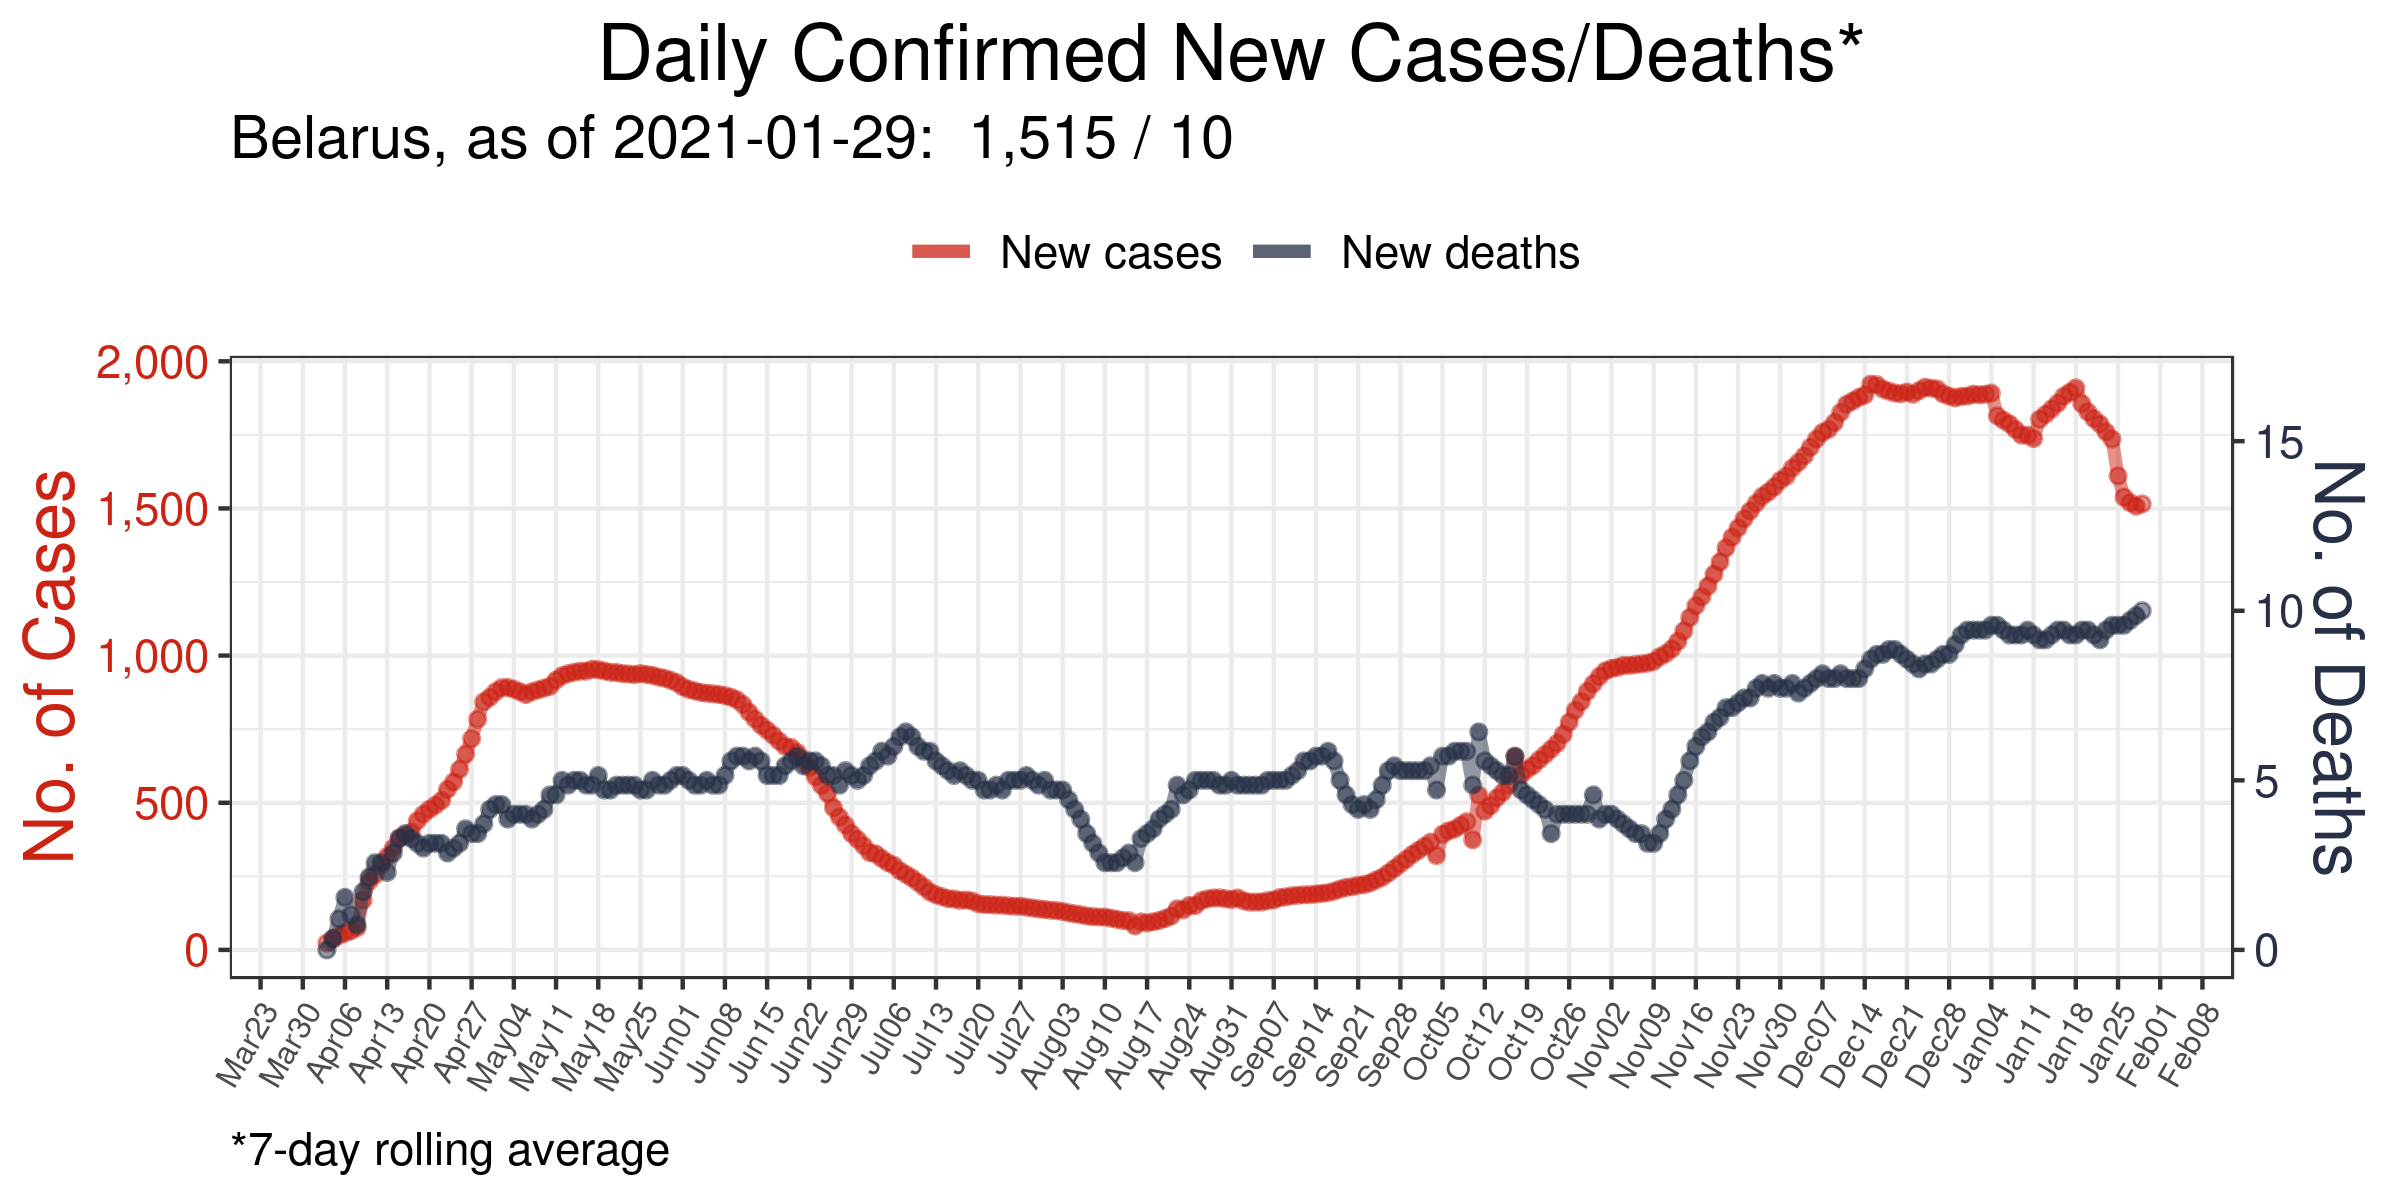 Daily Confirmed New Cases/Deaths*
Belarus, as of 2021-01-29:  1,515 / 10
New cases
New deaths
No. of Cases
2,000
1,500
1,000
500
0
15
10
5
0
No. of Deaths
Mar23
Mar30
Apr06
Apr13
Apr20
Apr27
May04
May11
May18
May25
Jun01
Jun08
Jun15
Jun22
Jun29
Jul06
Jul13
Jul20
Jul27
Aug03
Aug10
Aug17
Aug24
Aug31
Sep07
Sep14
Sep21
Sep28
Oct05
Oct12
Oct19
Oct26
Nov02
Nov09
Nov16
Nov23
Nov30
Dec07
Dec14
Dec21
Dec28
Jan04
Jan11
Jan18
Jan25
Feb01
Feb08
*7-day rolling average